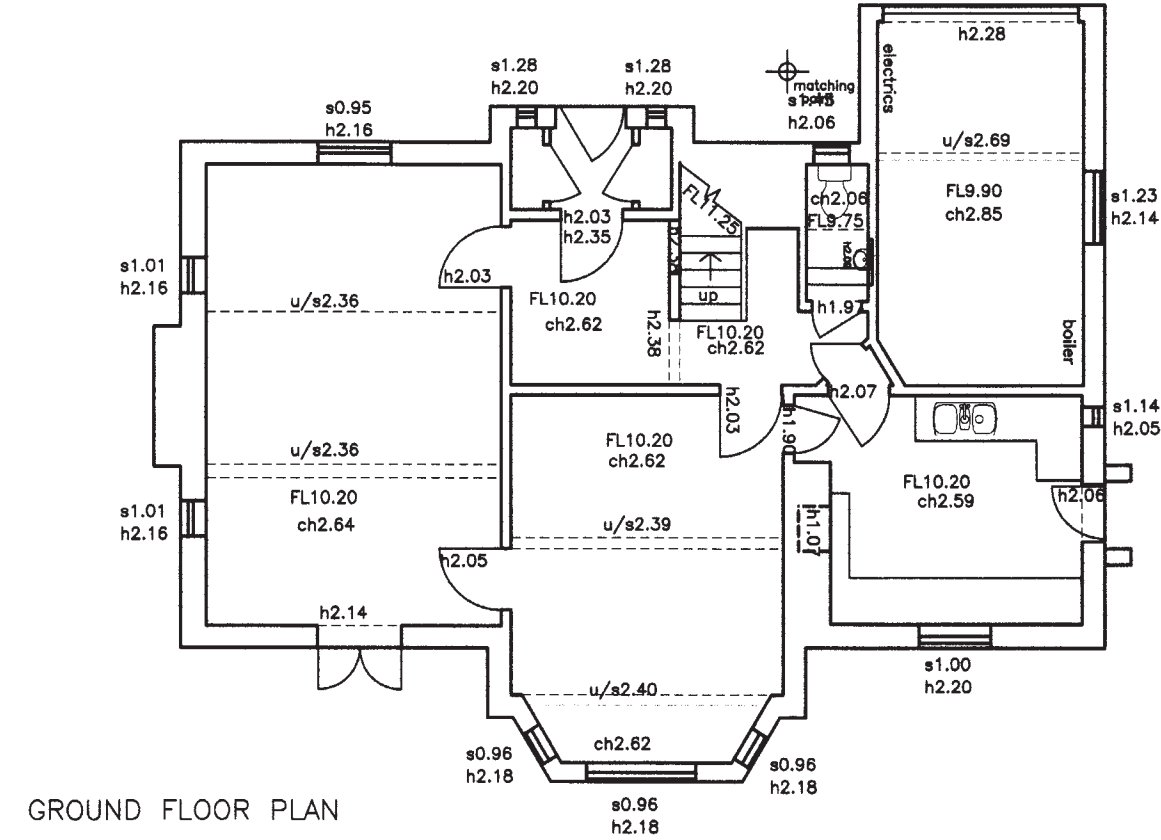 h2.28
electrics
s1.28
h2.20
s1.28
h2.20
matching
point
h2.06
s0.95
h2.16
u/s2.69
FL9.90
ch2.85
s1.23
h2.14
FL11.25
ch2.06
FL9.75
h2.03
h2.35
s1.01
h2.16
h2.03
up
u/s2.36
FL10.20
ch2.62
h2.38
FL10.20
ch2.62
h1.97
boiler
h2.07
h2.03
h1.90
s1.14
h2.05
u/s2.36
FL10.20
ch2.62
FL10.20
ch2.59
h2.06
FL10.20
ch2.64
s1.01
h2.16
u/s2.39
h1.07
h2.05
h2.14
s1.00
h2.20
u/s2.40
ch2.62
s0.96
h2.18
s0.96
h2.18
s0.96
h2.18
GROUND FLOOR PLAN